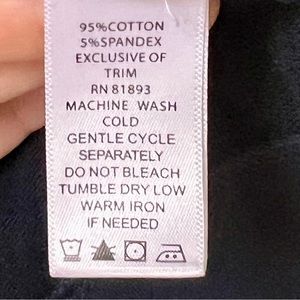 95%COTTON
5%SPANDEX
EXCLUSIVE OF
TRIM
RN 81893
MACHINE WASH
COLD
GENTLE CYCLE
SEPARATELY
DO NOT BLEACH
TUMBLE DRY LOW
WARM IRON
IF NEEDED